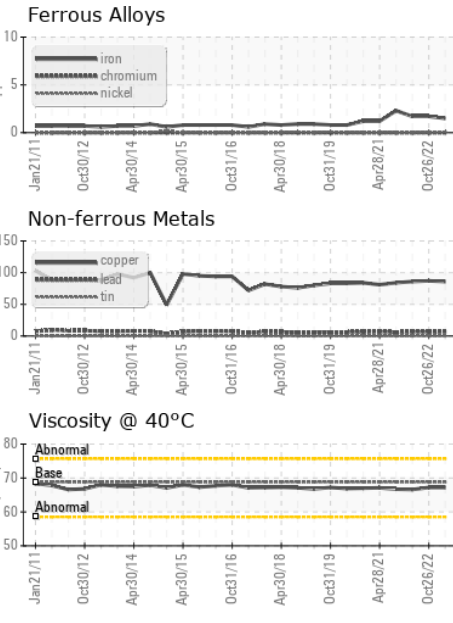 Ferrous Alloys
10
5
0
iron
chromium
nickel
Jan21/11
Oct30/12
Apr30/14
Apr30/15
Oct31/16
Apr30/18
Oct31/19
Apr28/21
Oct26/22
Non-ferrous Metals
150
100
50
0
copper
lead
tin
Jan21/11
Oct30/12
Apr30/14
Apr30/15
Oct31/16
Apr30/18
Oct31/19
Apr28/21
Oct26/22
Viscosity @ 40°C
80
70
60
50
Abnormal
Base
Abnormal
Jan21/11
Oct30/12
Apr30/14
Apr30/15
Oct31/16
Apr30/18
Oct31/19
Apr28/21
Oct26/22